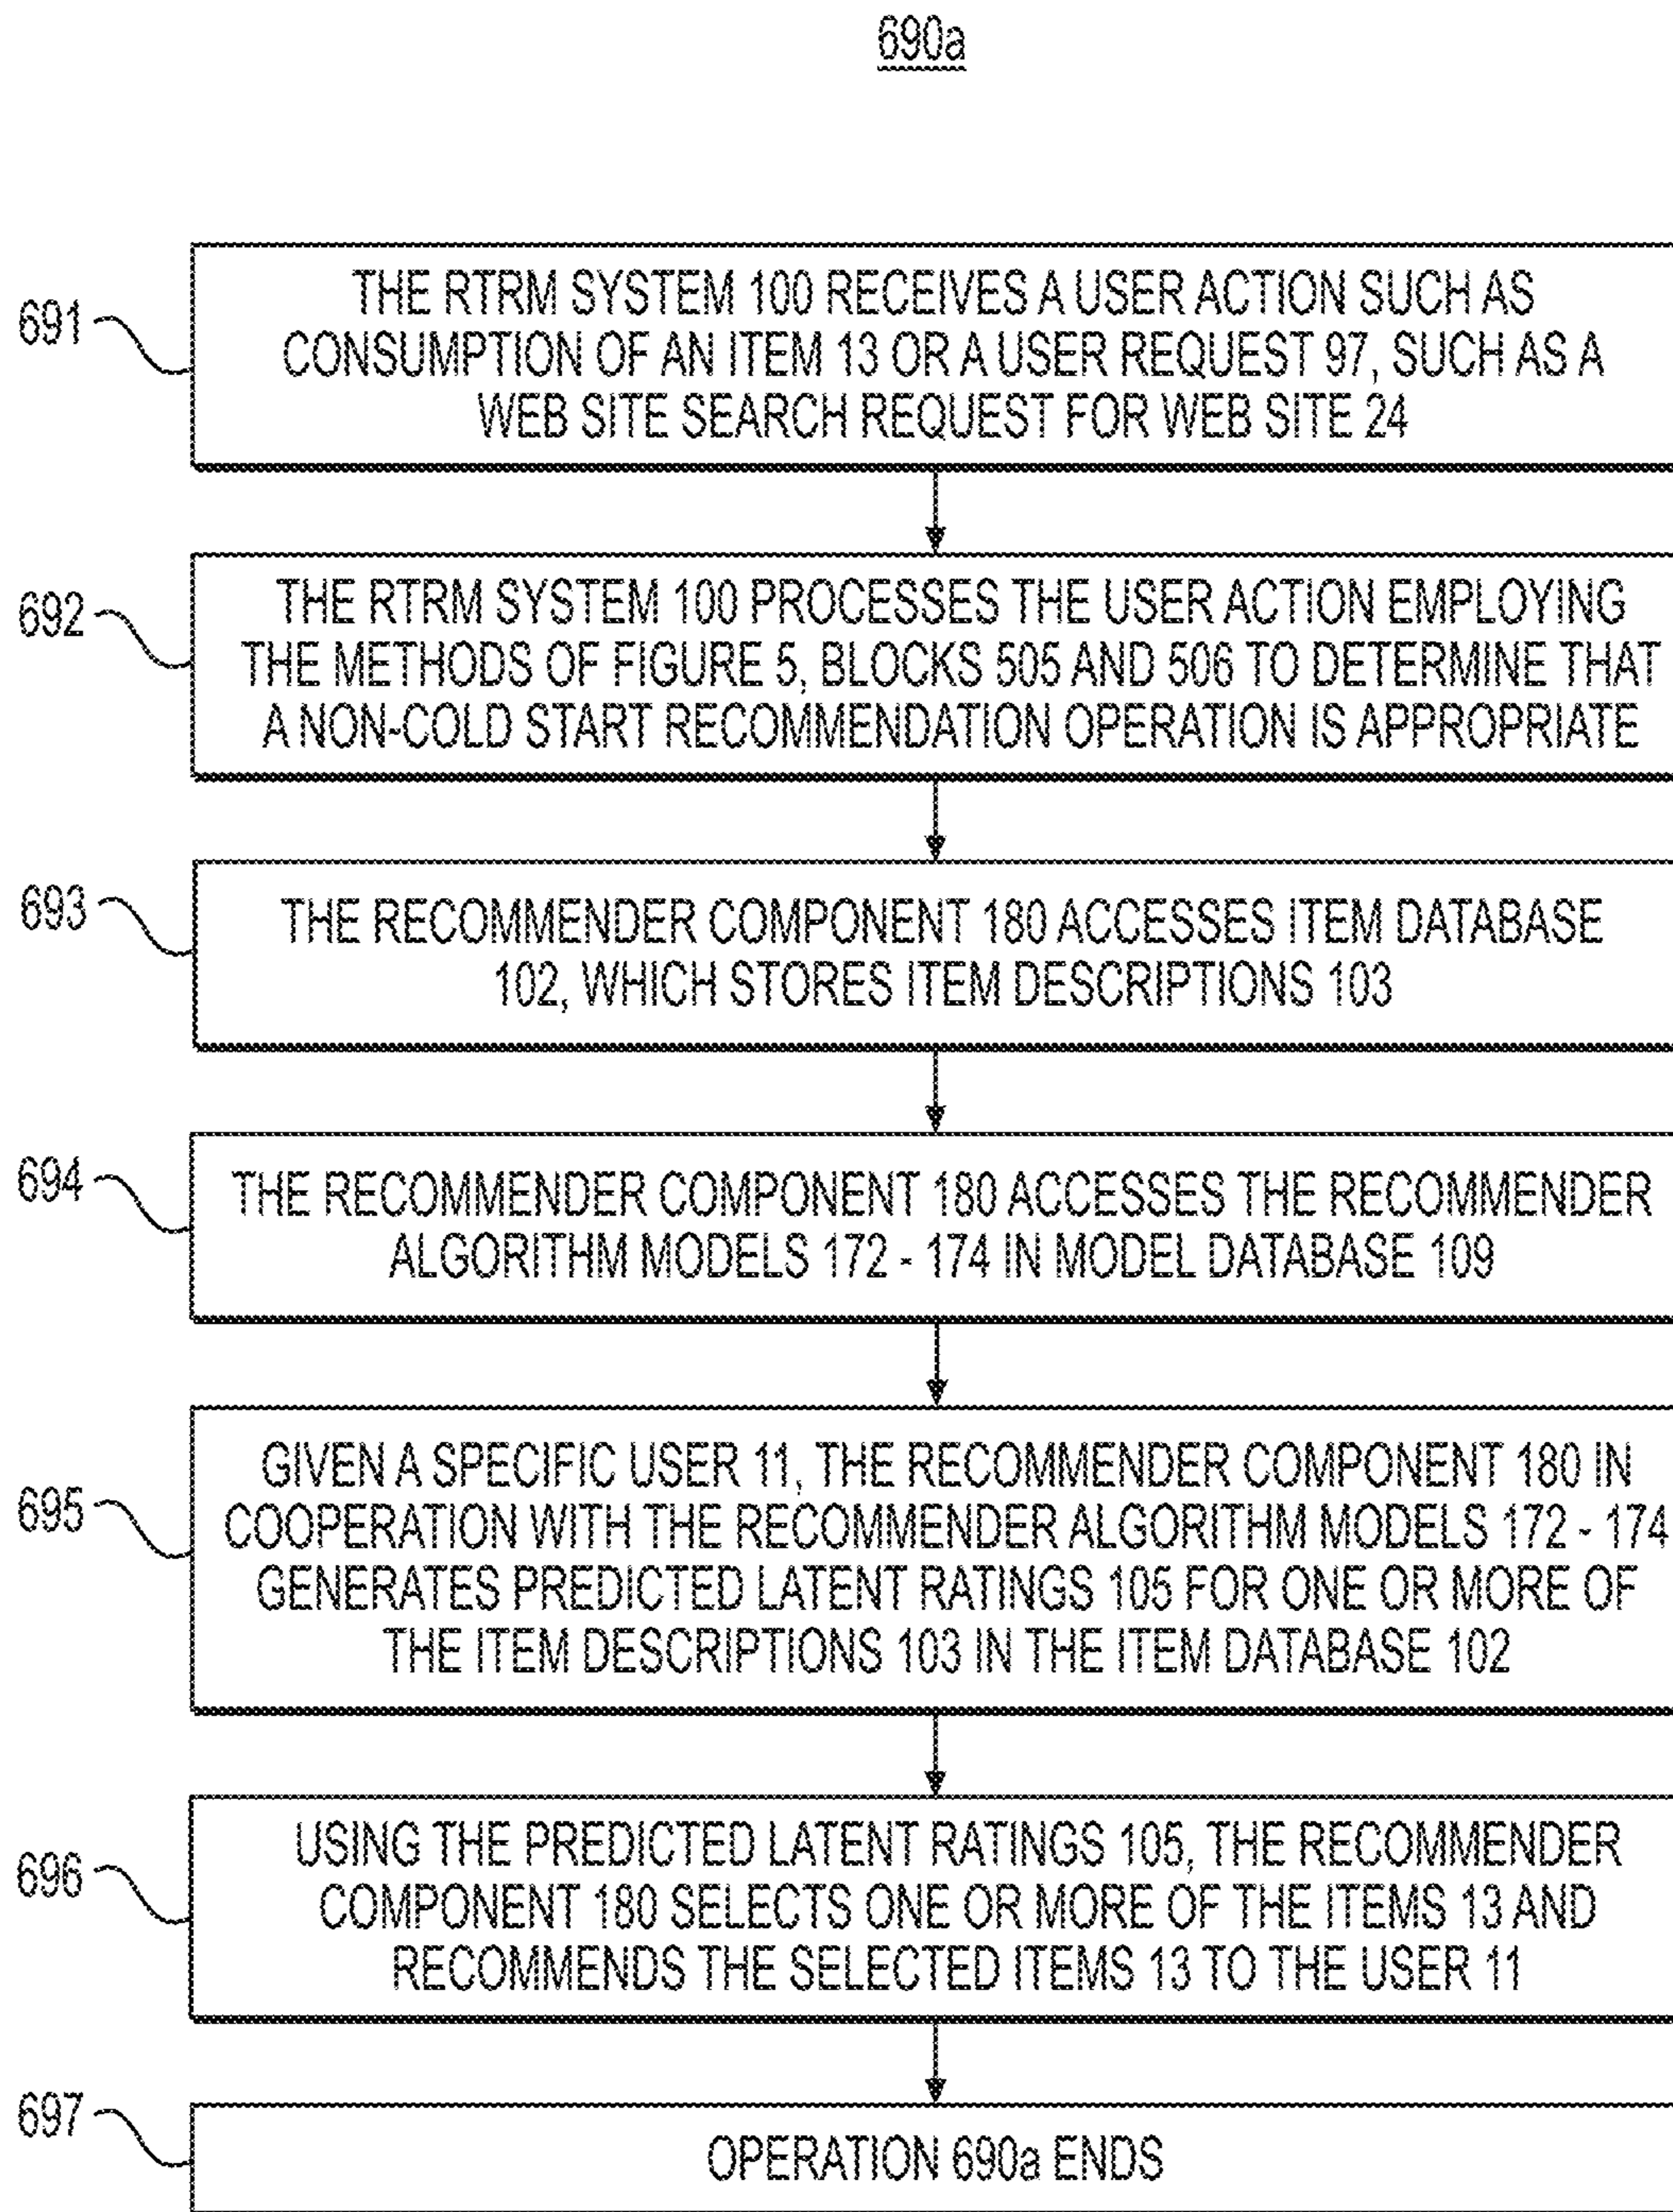 690a
691
THE RTRM SYSTEM 100 RECEIVES A USER ACTION SUCH AS
CONSUMPTION OF AN ITEM 13 OR A USER REQUEST 97, SUCH AS A
WEB SITE SEARCH REQUEST FOR WEB SITE 24
692
THE RTRM SYSTEM 100 PROCESSES THE USER ACTION EMPLOYING
THE METHODS OF FIGURE 5, BLOCKS 505 AND 506 TO DETERMINE THAT
A NON-COLD START RECOMMENDATION OPERATION IS APPROPRIATE
693
THE RECOMMENDER COMPONENT 180 ACCESSES ITEM DATABASE
102, WHICH STORES ITEM DESCRIPTIONS 103
694
THE RECOMMENDER COMPONENT 180 ACCESSES THE RECOMMENDER
ALGORITHM MODELS 172 - 174 IN MODEL DATABASE 109
695
GIVEN A SPECIFIC USER 11, THE RECOMMENDER COMPONENT 180 IN
COOPERATION WITH THE RECOMMENDER ALGORITHM MODELS 172 - 174
GENERATES PREDICTED LATENT RATINGS 105 FOR ONE OR MORE OF
THE ITEM DESCRIPTIONS 103 IN THE ITEM DATABASE 102
696
USING THE PREDICTED LATENT RATINGS 105, THE RECOMMENDER
COMPONENT 180 SELECTS ONE OR MORE OF THE ITEMS 13 AND
RECOMMENDS THE SELECTED ITEMS 13 TO THE USER 11
697
OPERATION 690a ENDS